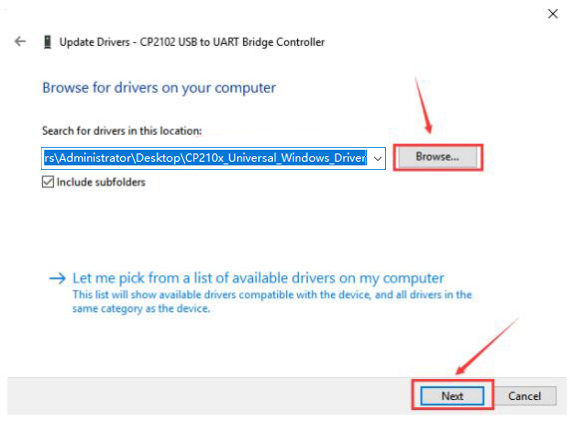 Update Drivers - CP2102 USB to UART Bridge Controller
Browse for drivers on your computer
Search for drivers in this location:
rs\Administrator\Desktop\CP210x_Universal_Windows_Driver
Browse...
Include subfolders
Let me pick from a list of available drivers on my computer
This list will show available drivers compatible with the device, and all drivers in the
same category as the device.
Next
Cancel